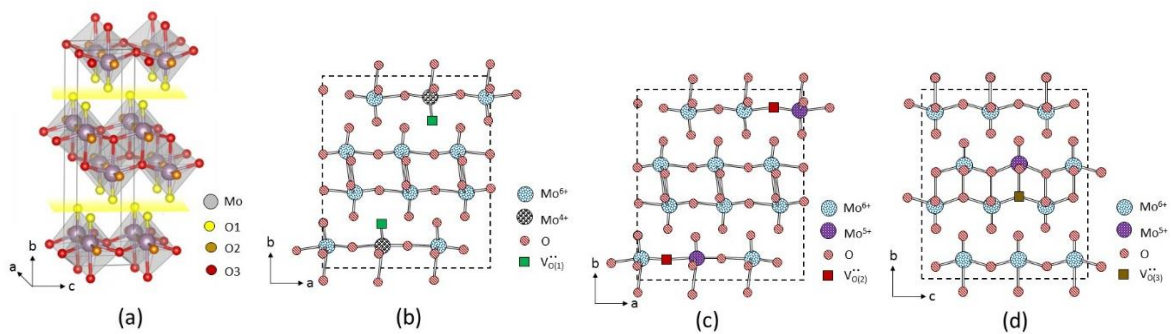 b
a
c
Mo
O1
O2
O3
(a)
b
a
Mo⁶⁺
Mo⁴⁺
O
V••O(1)
(b)
b
a
Mo⁶⁺
Mo⁵⁺
O
V••O(2)
(c)
b
c
Mo⁶⁺
Mo⁵⁺
O
V••O(3)
(d)